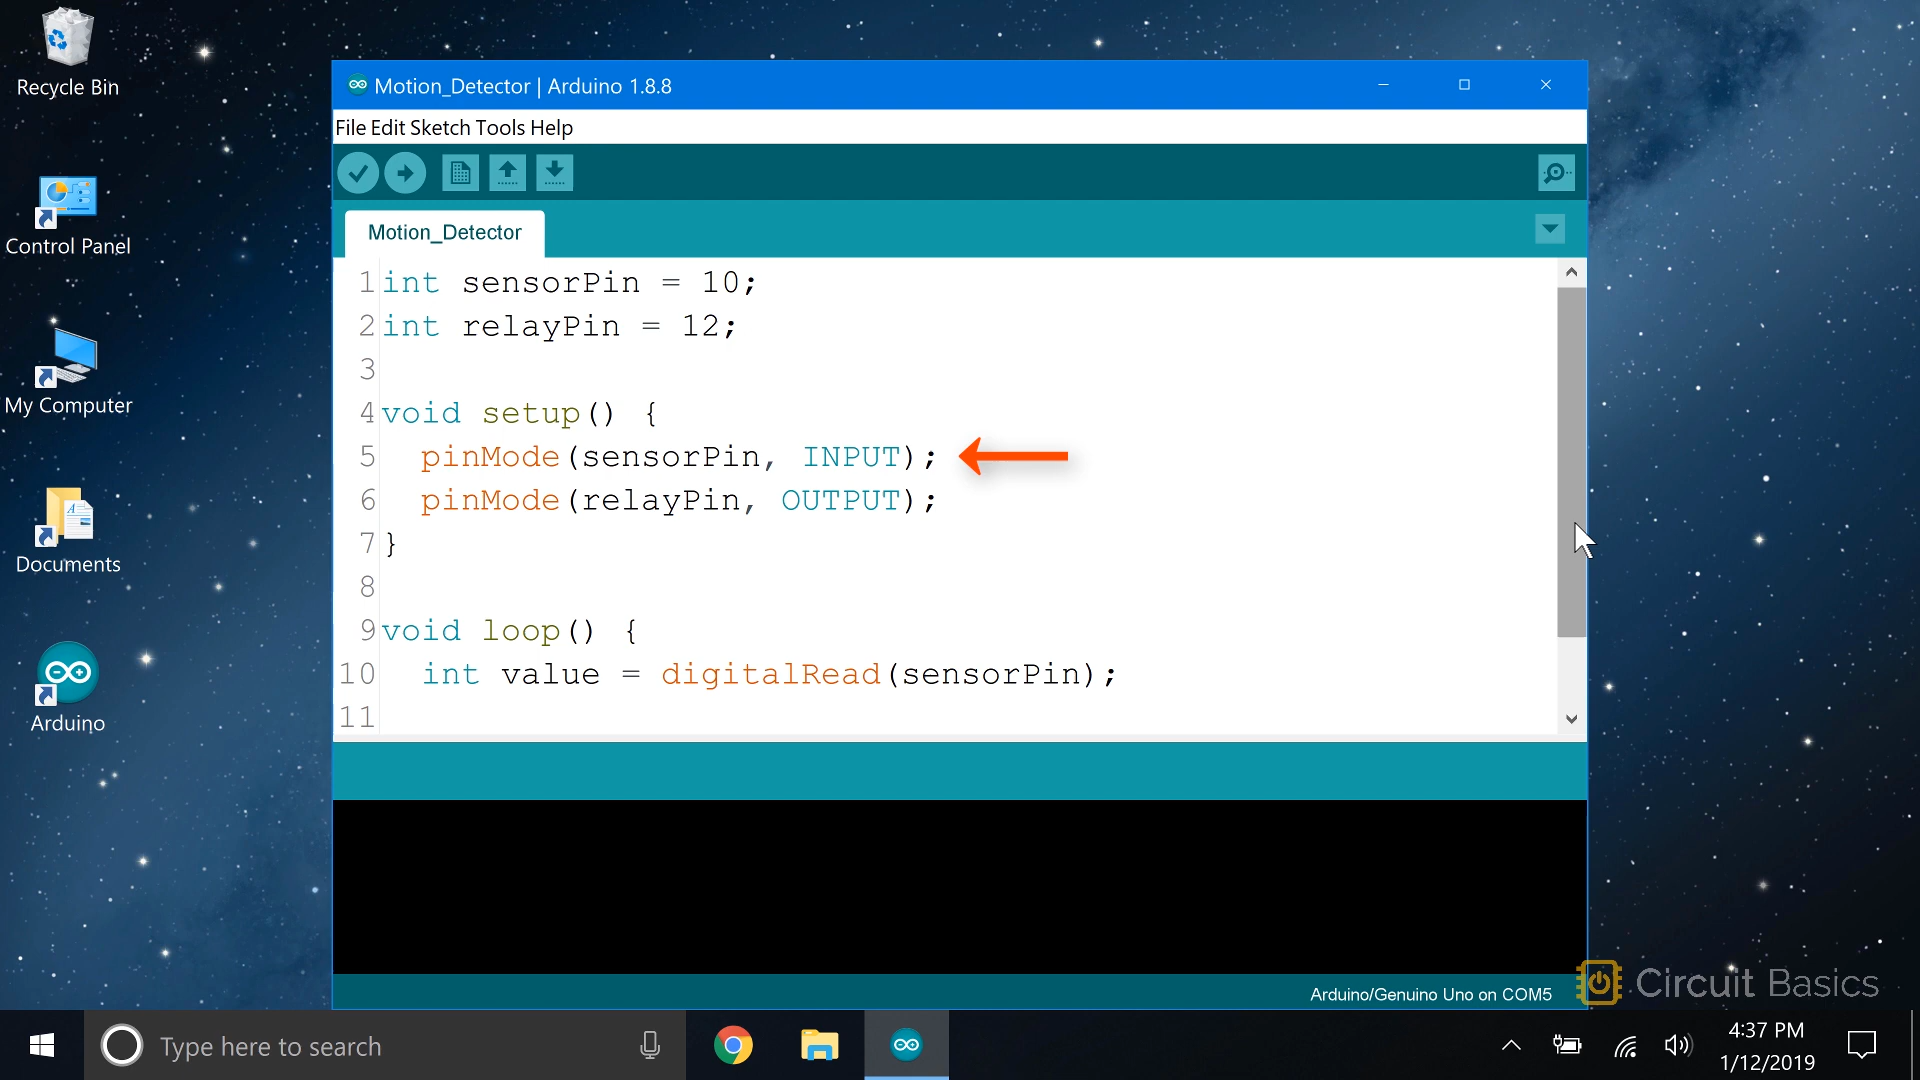 Recycle Bin
Control Panel
My Computer
Documents
Arduino
Motion_Detector | Arduino 1.8.8
File Edit Sketch Tools Help
Motion_Detector
1 int sensorPin = 10;
2 int relayPin = 12;
3
4 void setup() {
5 pinMode(sensorPin, INPUT);
6 pinMode(relayPin, OUTPUT);
7 }
8
9 void loop() {
10 int value = digitalRead(sensorPin);
11
Arduino/Genuino Uno on COM5
Circuit Basics
Type here to search
4:37 PM
1/12/2019